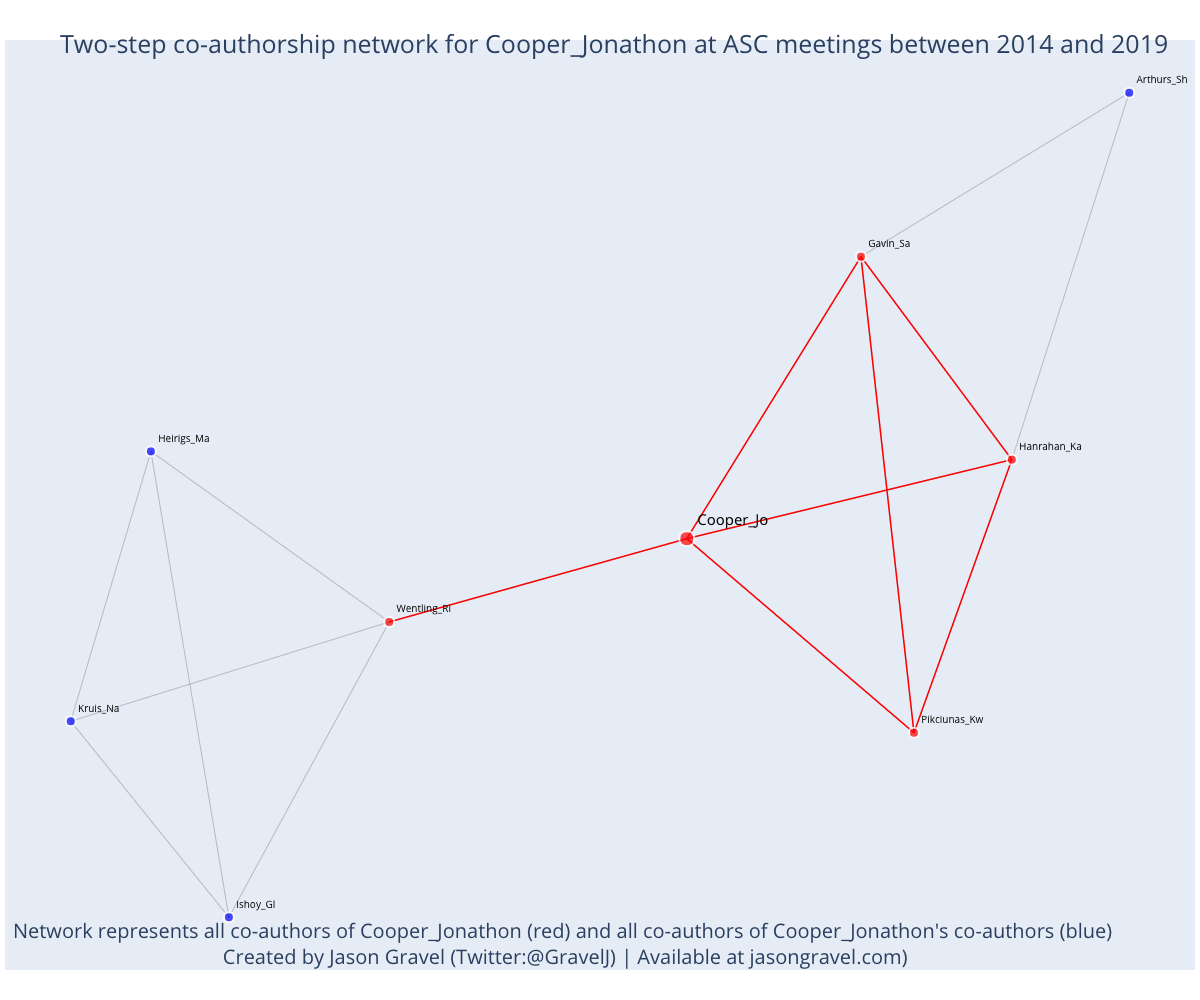 Two-step co-authorship network for Cooper_Jonathon at ASC meetings between 2014 and 2019
Arthurs_Sh
Gavin_Sa
Heirigs_Ma
Hanrahan_Ka
Cooper_Jo
Wentling_Ri
Kruis_Na
Pikciunas_Kw
Ishoy_Gl
Network represents all co-authors of Cooper_Jonathon (red) and all co-authors of Cooper_Jonathon's co-authors (blue)
Created by Jason Gravel (Twitter:@GravelJ) | Available at jasongravel.com)